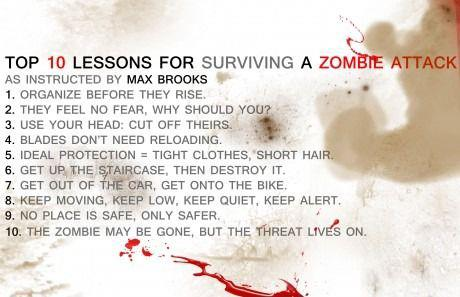 TOP 10 LESSONS FOR SURVIVING A ZOMBIE ATTACK
AS INSTRUCTED BY MAX BROOKS
1. ORGANIZE BEFORE THEY RISE.
2. THEY FEEL NO FEAR, WHY SHOULD YOU?
3. USE YOUR HEAD: CUT OFF THEIRS.
4. BLADES DON'T NEED RELOADING.
5. IDEAL PROTECTION = TIGHT CLOTHES, SHORT HAIR.
6. GET UP THE STAIRCASE, THEN DESTROY IT.
7. GET OUT OF THE CAR, GET ONTO THE BIKE.
8. KEEP MOVING, KEEP LOW, KEEP QUIET, KEEP ALERT.
9. NO PLACE IS SAFE, ONLY SAFER.
10. THE ZOMBIE MAY BE GONE, BUT THE THREAT LIVES ON.